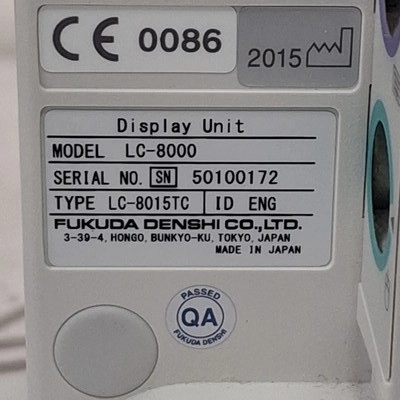 CE 0086
2015
Display Unit
MODEL LC-8000
SERIAL NO. SN 50100172
TYPE LC-8015TC ID ENG
FUKUDA DENSHI CO.,LTD.
3-39-4, HONGO, BUNKYO-KU, TOKYO, JAPAN
MADE IN JAPAN
PASSED
QA
FUKUDA DENSHI